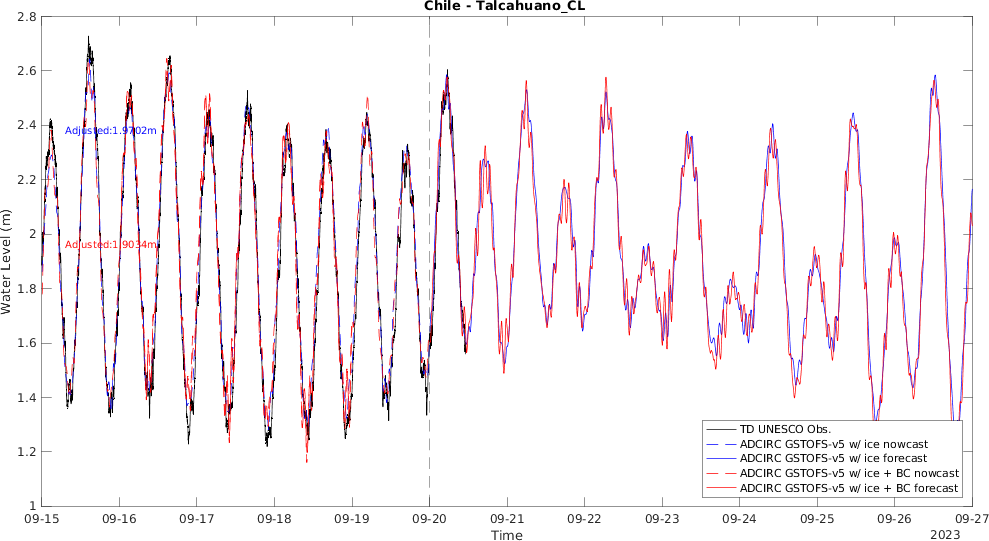 Chile - Talcahuano_CL
2.8
2.6
2.4
2.2
2
1.8
1.6
1.4
1.2
1
Water Level (m)
Adjusted:1.9702m
Adjusted:1.9034m
TD UNESCO Obs.
ADCIRC GSTOFS-v5 w/ ice nowcast
ADCIRC GSTOFS-v5 w/ ice forecast
ADCIRC GSTOFS-v5 w/ ice + BC nowcast
ADCIRC GSTOFS-v5 w/ ice + BC forecast
09-15 09-16 09-17 09-18 09-19 09-20 09-21 09-22 09-23 09-24 09-25 09-26 09-27
Time
2023